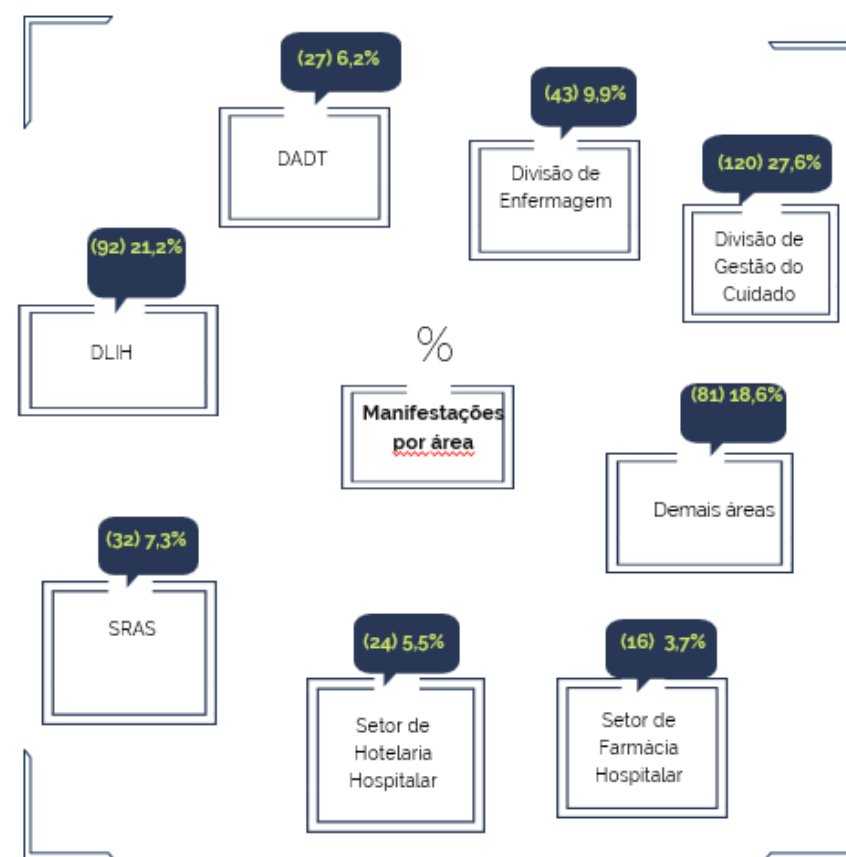 (27) 6,2%
DADT
(43) 9,9%
Divisão de
Enfermagem
(120) 27,6%
Divisão de
Gestão do
Cuidado
(92) 21,2%
DLIH
%
Manifestações
por área
(81) 18,6%
Demais áreas
(32) 7,3%
SRAS
(24) 5,5%
Setor de
Hotelaria
Hospitalar
(16) 3,7%
Setor de
Farmácia
Hospitalar